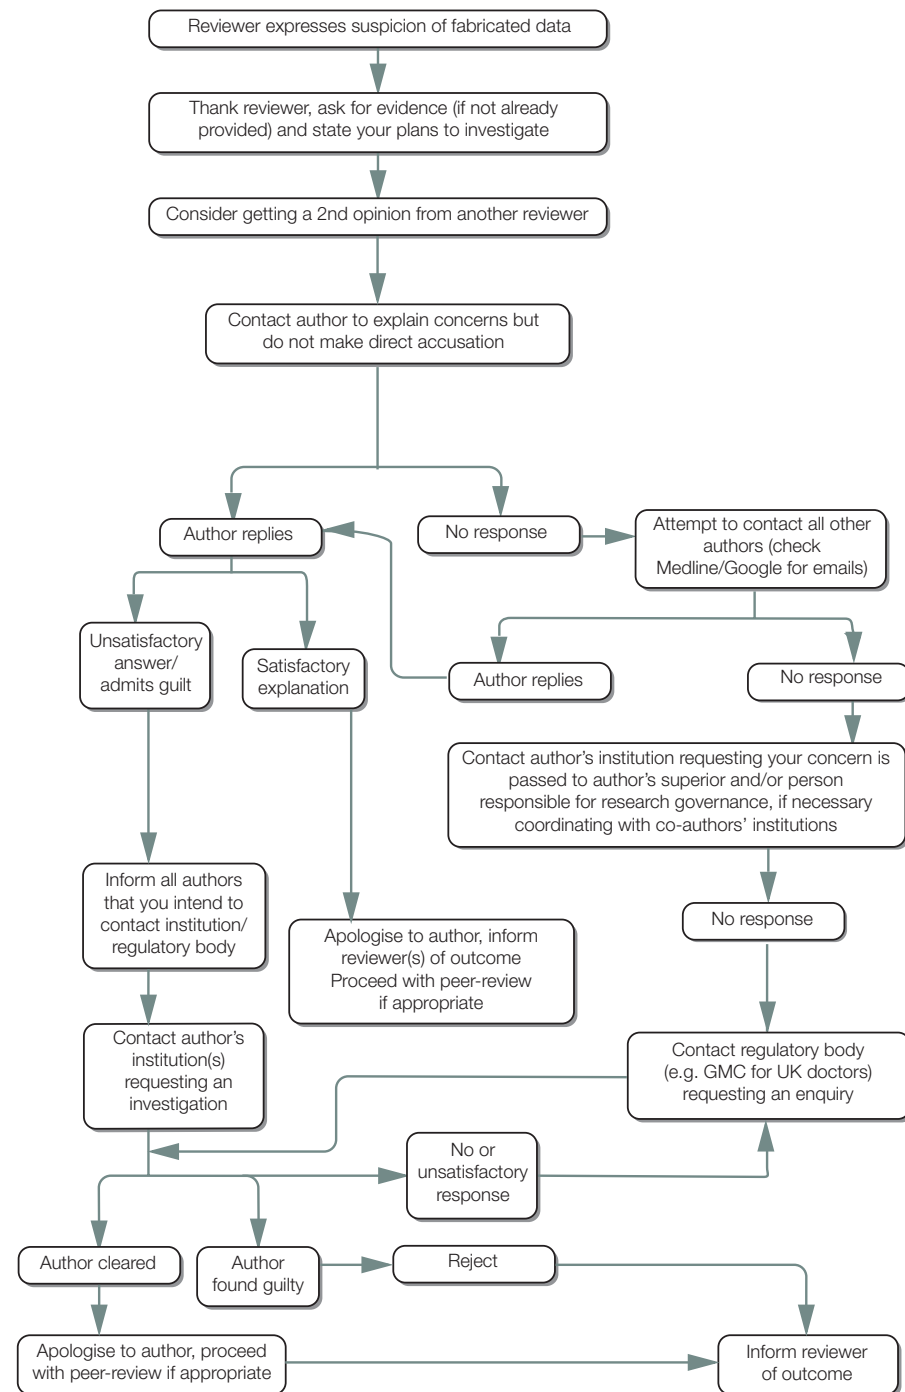 Reviewer expresses suspicion of fabricated data
Thank reviewer, ask for evidence (if not already
provided) and state your plans to investigate
Consider getting a 2nd opinion from another reviewer
Contact author to explain concerns but
do not make direct accusation
Author replies
No response
Attempt to contact all other
authors (check
Medline/Google for emails)
Unsatisfactory
answer/
admits guilt
Satisfactory
explanation
Author replies
No response
Contact author's institution requesting your concern is
passed to author's superior and/or person
responsible for research governance, if necessary
coordinating with co-authors' institutions
Inform all authors
that you intend to
contact institution/
regulatory body
Apologise to author, inform
reviewer(s) of outcome
Proceed with peer-review
if appropriate
No response
Contact author's
institution(s)
requesting an
investigation
Contact regulatory body
(e.g. GMC for UK doctors)
requesting an enquiry
No or
unsatisfactory
response
Author cleared
Author
found guilty
Reject
Apologise to author, proceed
with peer-review if appropriate
Inform reviewer
of outcome